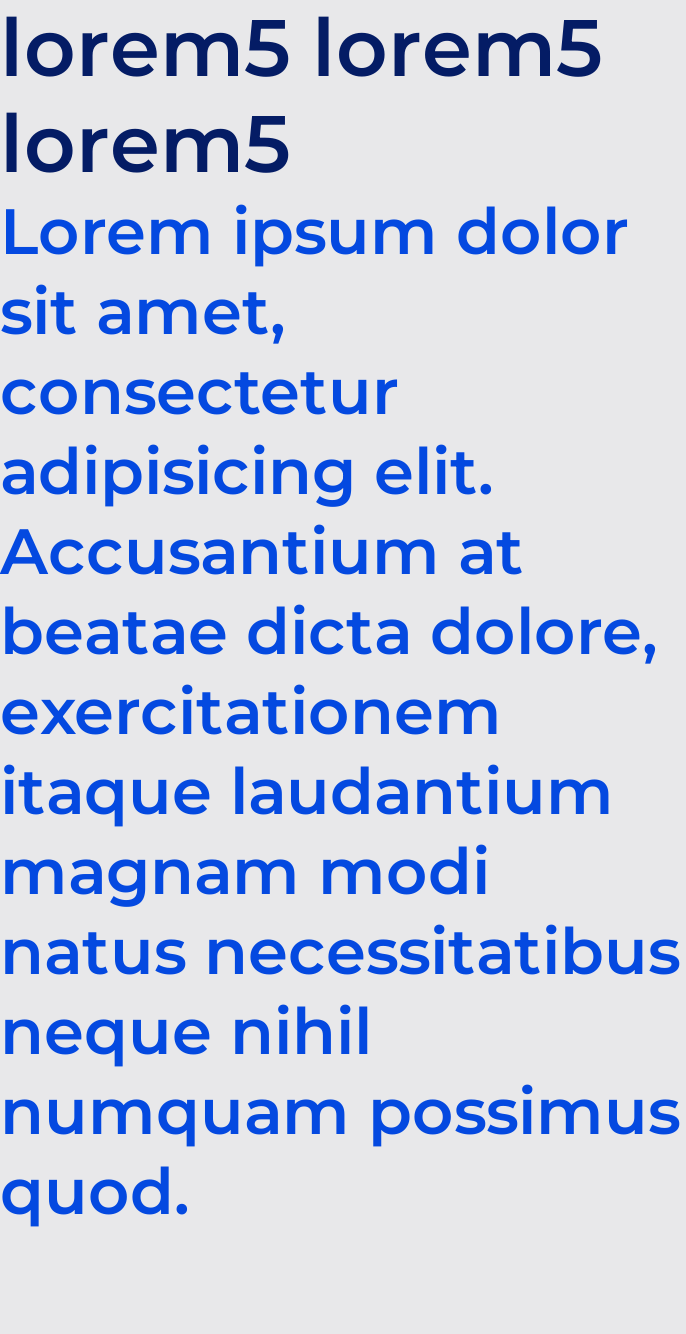 lorem5 lorem5
lorem5
Lorem ipsum dolor
sit amet,
consectetur
adipisicing elit.
Accusantium at
beatae dicta dolore,
exercitationem
itaque laudantium
magnam modi
natus necessitatibus
neque nihil
numquam possimus
quod.